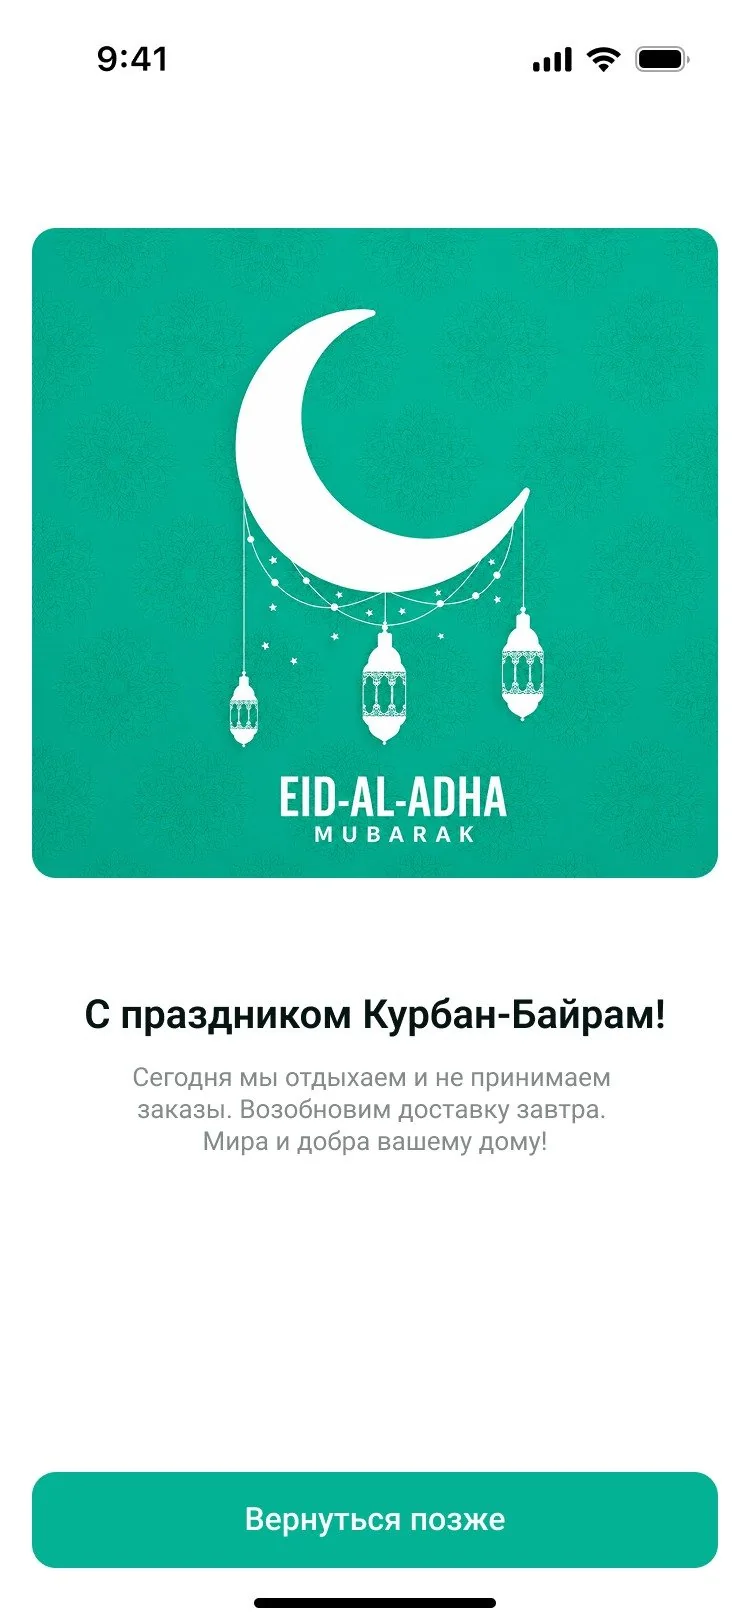 9:41
EID-AL-ADHA
MUBARAK
С праздником Курбан-Байрам!
Сегодня мы отдыхаем и не принимаем
заказы. Возобновим доставку завтра.
Мира и добра вашему дому!
Вернуться позже